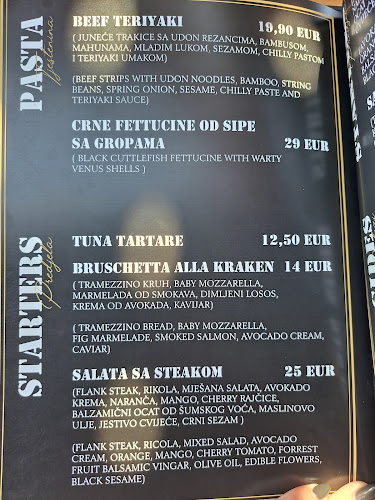 PASTA
tjestenina
BEEF TERIYAKI 19,90 EUR
( JUNEĆE TRAKICE SA UDON REZANCIMA, BAMBUSOM,
MAHUNAMA, MLADIM LUKOM, SEZAMOM, CHILLY PASTOM
I TERIYAKI UMAKOM)
(BEEF STRIPS WITH UDON NOODLES, BAMBOO, STRING
BEANS, SPRING ONION, SESAME, CHILLY PASTE AND
TERIYAKI SAUCE)
CRNE FETTUCINE OD SIPE
SA GROPAMA 29 EUR
( BLACK CUTTLEFISH FETTUCINE WITH WARTY
VENUS SHELLS )
STARTERS
Predjela
TUNA TARTARE 12,50 EUR
BRUSCHETTA ALLA KRAKEN 14 EUR
( TRAMEZZINO KRUH, BABY MOZZARELLA,
MARMELADA OD SMOKAVA, DIMLJENI LOSOS,
KREMA OD AVOKADA, KAVIJAR)
(TRAMEZZINO BREAD, BABY MOZZARELLA,
FIG MARMELADE, SMOKED SALMON, AVOCADO CREAM,
CAVIAR)
SALATA SA STEAKOM 25 EUR
(FLANK STEAK, RIKOLA, MJEŠANA SALATA, AVOKADO
KREMA, NARANČA, MANGO, CHERRY RAJČICE,
BALZAMIČNI OCAT OD ŠUMSKOG VOĆA, MASLINOVO
ULJE, JESTIVO CVIJEĆE, CRNI SEZAM )
(FLANK STEAK, RICOLA, MIXED SALAD, AVOCADO
CREAM, ORANGE, MANGO, CHERRY TOMATO, FORREST
FRUIT BALSAMIC VINGAR, OLIVE OIL, EDIBLE FLOWERS,
BLACK SESAME)